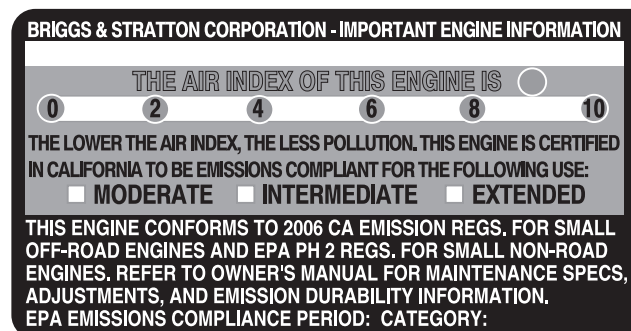 BRIGGS & STRATTON CORPORATION - IMPORTANT ENGINE INFORMATION
THE AIR INDEX OF THIS ENGINE IS
0 2 4 6 8 10
THE LOWER THE AIR INDEX, THE LESS POLLUTION. THIS ENGINE IS CERTIFIED
IN CALIFORNIA TO BE EMISSIONS COMPLIANT FOR THE FOLLOWING USE:
MODERATE INTERMEDIATE EXTENDED
THIS ENGINE CONFORMS TO 2006 CA EMISSION REGS. FOR SMALL
OFF-ROAD ENGINES AND EPA PH 2 REGS. FOR SMALL NON-ROAD
ENGINES. REFER TO OWNER'S MANUAL FOR MAINTENANCE SPECS,
ADJUSTMENTS, AND EMISSION DURABILITY INFORMATION.
EPA EMISSIONS COMPLIANCE PERIOD: CATEGORY: